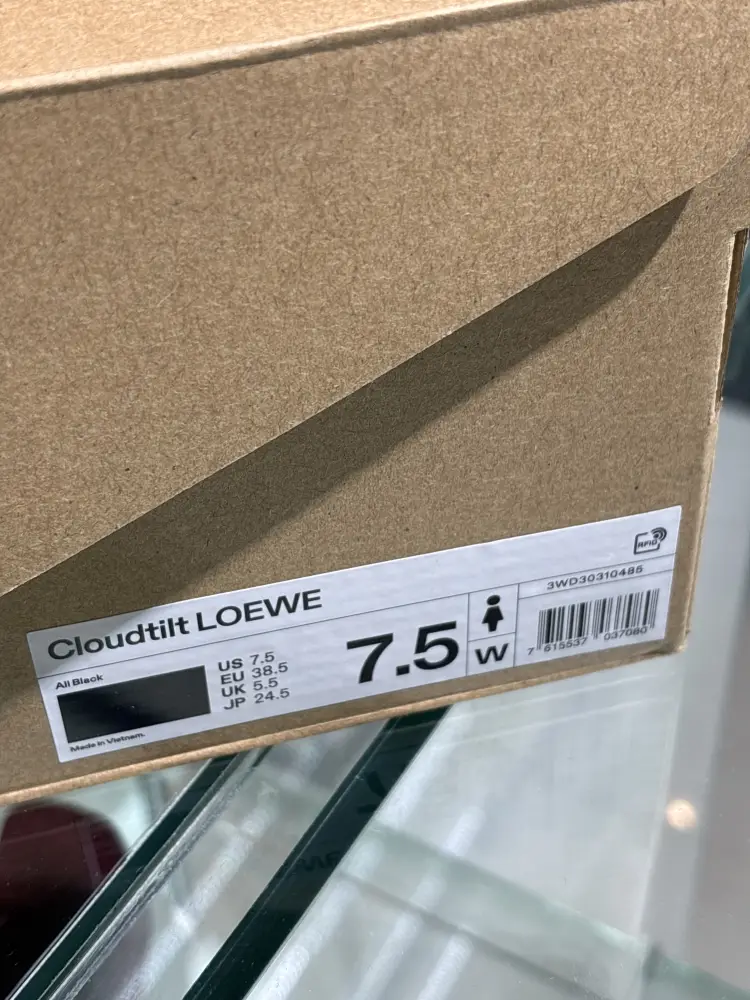 RFID
Cloudtilt LOEWE
3WD30310485
All Black
US 7.5
EU 38.5
UK 5.5
JP 24.5
7.5
W
7 615537 037080
Made in Vietnam.